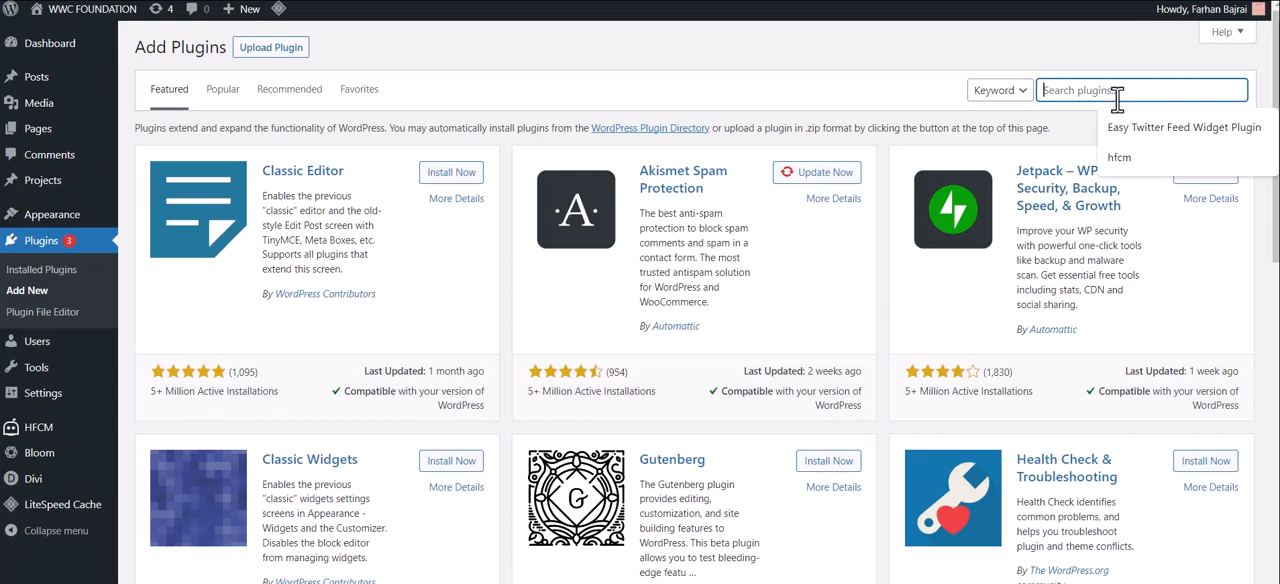 WWC FOUNDATION 4 0 New Howdy, Farhan Bajrai
Dashboard
Posts
Media
Pages
Comments
Projects
Appearance
Plugins 3
Installed Plugins
Add New
Plugin File Editor
Users
Tools
Settings
HFCM
Bloom
Divi
LiteSpeed Cache
Collapse menu
Help
Add Plugins Upload Plugin
Featured Popular Recommended Favorites Keyword Search plugins...
Easy Twitter Feed Widget Plugin
hfcm
Plugins extend and expand the functionality of WordPress. You may automatically install plugins from the WordPress Plugin Directory or upload a plugin in .zip format by clicking the button at the top of this page.
Classic Editor
Install Now
More Details
Enables the previous
"classic" editor and the old-
style Edit Post screen with
TinyMCE, Meta Boxes, etc.
Supports all plugins that
extend this screen.
By WordPress Contributors
(1,095)
Last Updated: 1 month ago
5+ Million Active Installations
Compatible with your version of
WordPress
A
Akismet Spam
Protection
Update Now
More Details
The best anti-spam
protection to block spam
comments and spam in a
contact form. The most
trusted antispam solution
for WordPress and
WooCommerce.
By Automattic
(954)
Last Updated: 2 weeks ago
5+ Million Active Installations
Compatible with your version of
WordPress
Jetpack – WP
Security, Backup,
Speed, & Growth
More Details
Improve your WP security
with powerful one-click tools
like backup and malware
scan. Get essential free tools
including stats, CDN and
social sharing.
By Automattic
(1,830)
Last Updated: 1 week ago
5+ Million Active Installations
Compatible with your version of
WordPress
Classic Widgets
Install Now
More Details
Enables the previous
"classic" widgets settings
screens in Appearance -
Widgets and the Customizer.
Disables the block editor
from managing widgets.
By WordPress Contributors
G
Gutenberg
Install Now
More Details
The Gutenberg plugin
provides editing,
customization, and site
building features to
WordPress. This beta plugin
allows you to test bleeding-
edge featu ...
Health Check &
Troubleshooting
Install Now
More Details
Health Check identifies
common problems, and
helps you troubleshoot
plugin and theme conflicts.
By The WordPress.org